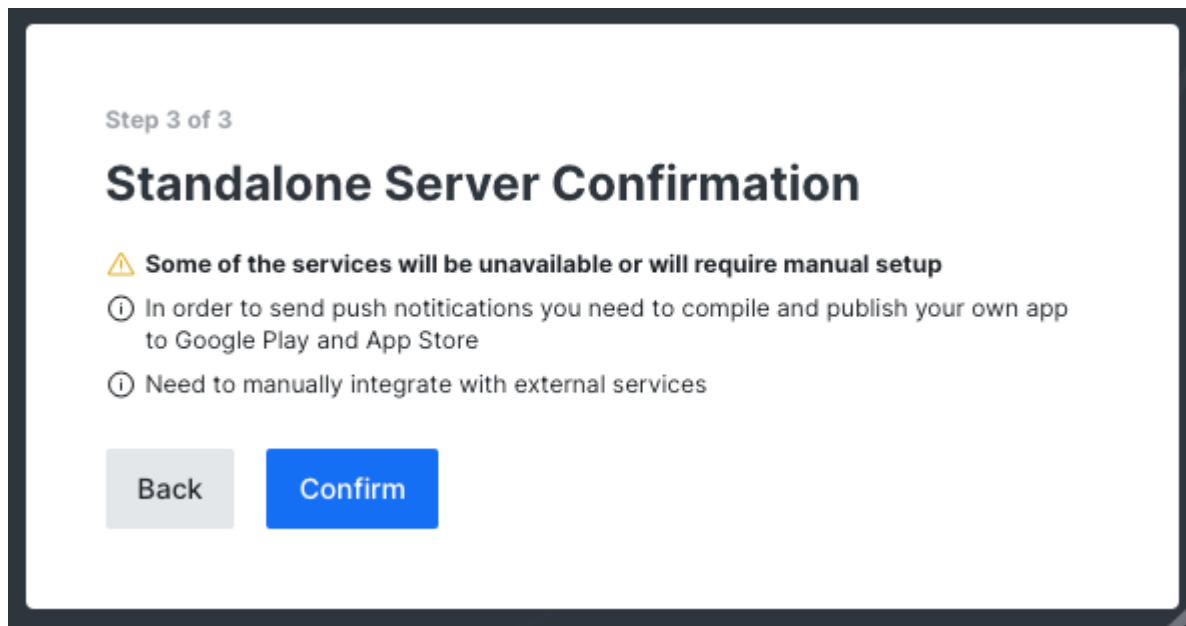 Step 3 of 3
Standalone Server Confirmation
Some of the services will be unavailable or will require manual setup
In order to send push notitications you need to compile and publish your own app
to Google Play and App Store
Need to manually integrate with external services
Back
Confirm